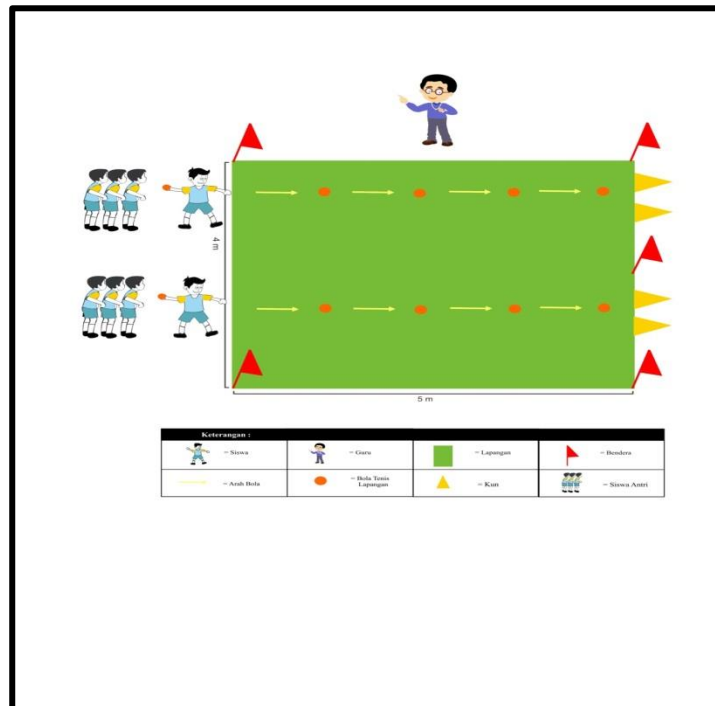 4 m
5 m
Keterangan :
= Siswa
= Guru
= Lapangan
= Bendera
= Arah Bola
= Bola Tenis
Lapangan
= Kun
= Siswa Antri